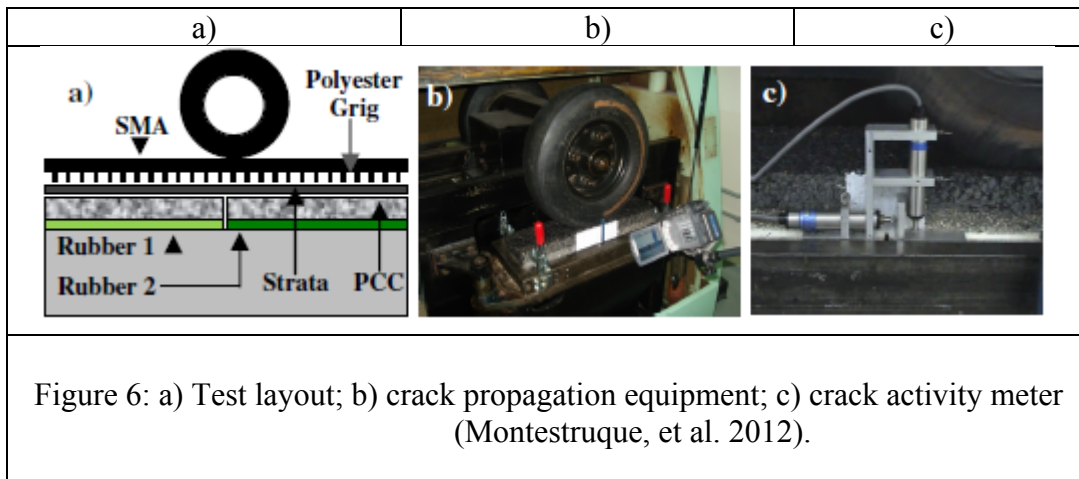 a) b) c)
a)
Polyester
Grig
SMA
Rubber 1
Rubber 2
Strata PCC
b)
c)
Figure 6: a) Test layout; b) crack propagation equipment; c) crack activity meter
(Montestruque, et al. 2012).